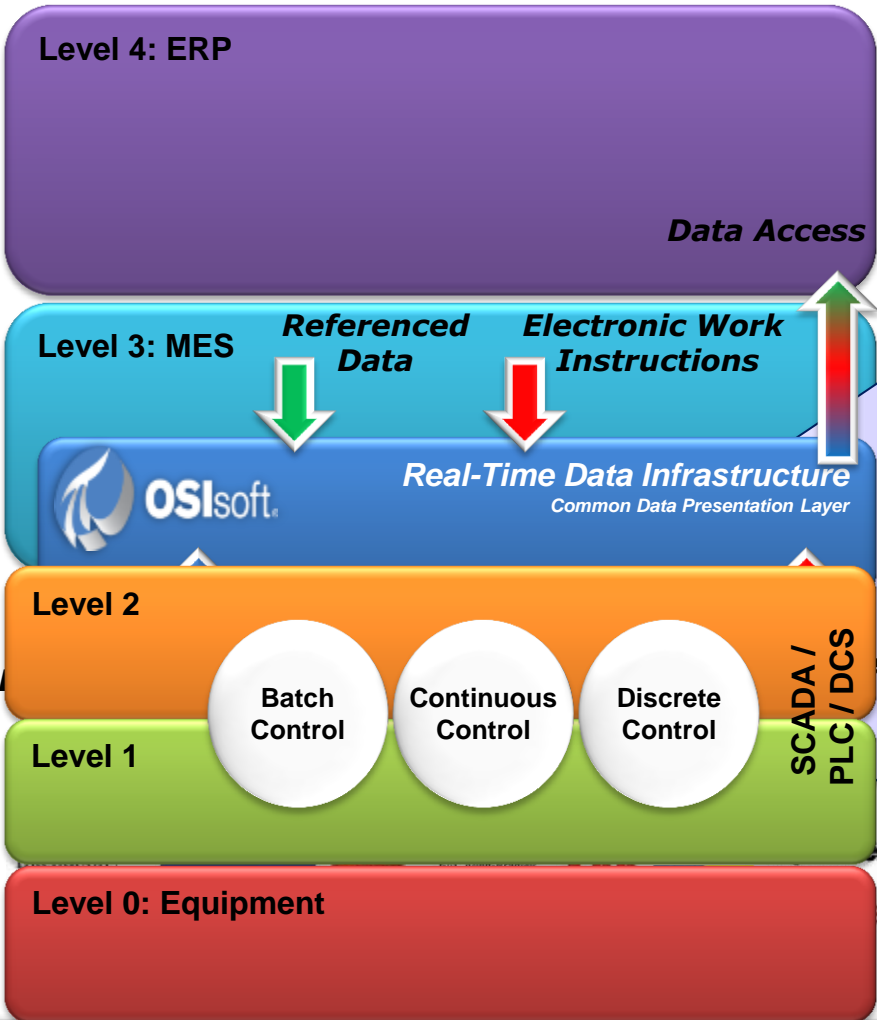 Level 4: ERP
Data Access
Level 3: MES
Referenced
Data
Electronic Work
Instructions
OSIsoft.
Real-Time Data Infrastructure
Common Data Presentation Layer
Level 2
Batch
Control
Continuous
Control
Discrete
Control
SCADA /
PLC / DCS
Level 1
Level 0: Equipment